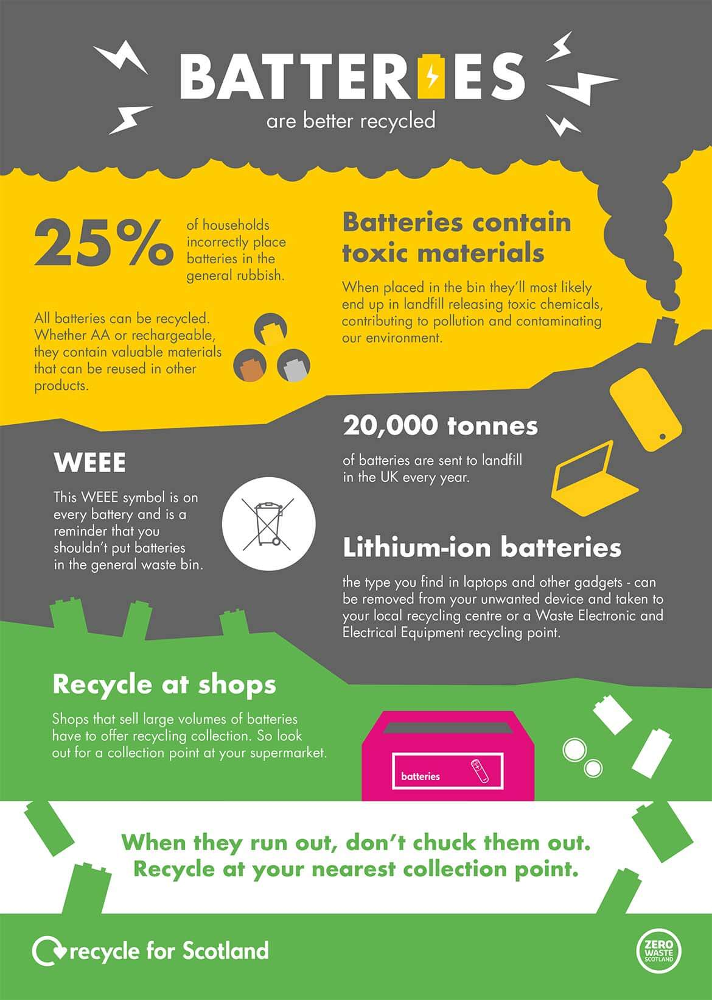 BATTERIES
are better recycled
25%
of households
incorrectly place
batteries in the
general rubbish.
All batteries can be recycled.
Whether AA or rechargeable,
they contain valuable materials
that can be reused in other
products.
Batteries contain
toxic materials
When placed in the bin they'll most likely
end up in landfill releasing toxic chemicals,
contributing to pollution and contaminating
our environment.
20,000 tonnes
of batteries are sent to landfill
in the UK every year.
WEEE
This WEEE symbol is on
every battery and is a
reminder that you
shouldn't put batteries
in the general waste bin.
Lithium-ion batteries
the type you find in laptops and other gadgets - can
be removed from your unwanted device and taken to
your local recycling centre or a Waste Electronic and
Electrical Equipment recycling point.
Recycle at shops
Shops that sell large volumes of batteries
have to offer recycling collection. So look
out for a collection point at your supermarket.
batteries
When they run out, don't chuck them out.
Recycle at your nearest collection point.
recycle for Scotland
ZERO
WASTE
SCOTLAND